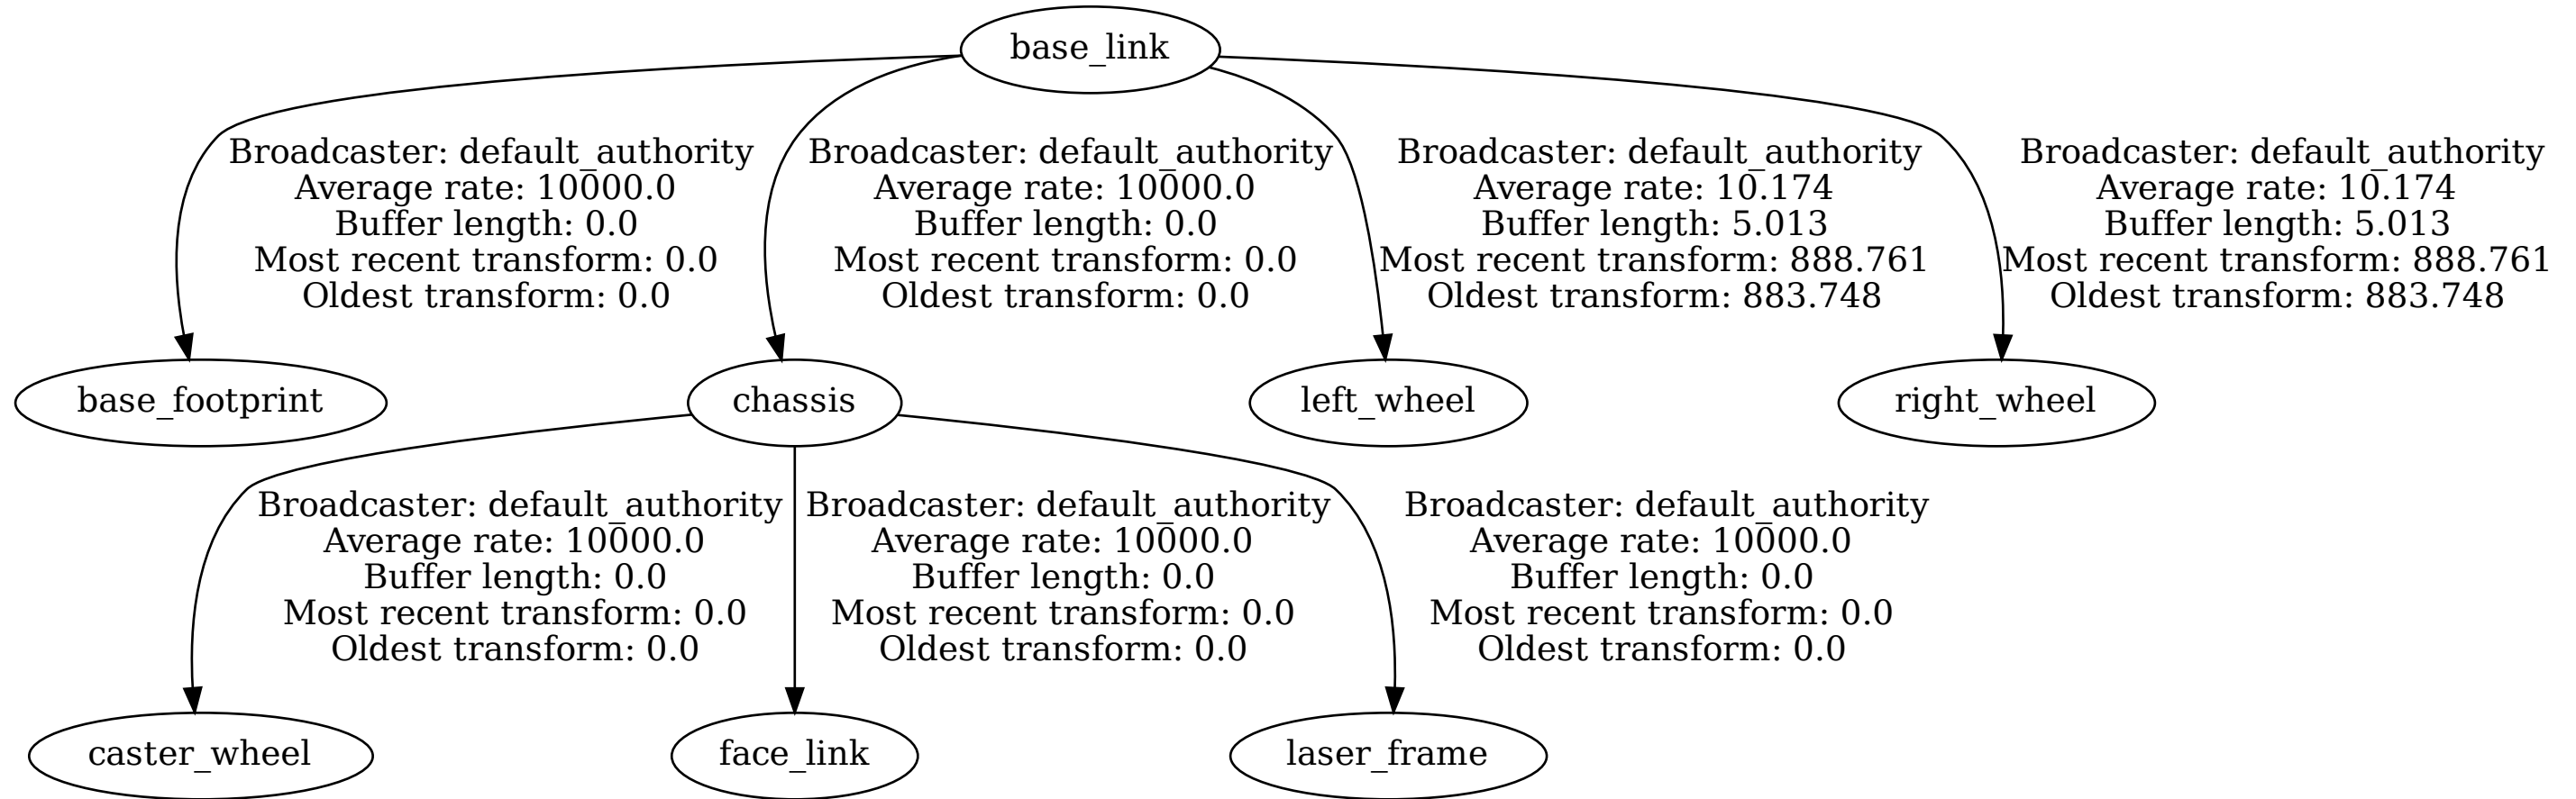 base_link
Broadcaster: default_authority
Average rate: 10000.0
Buffer length: 0.0
Most recent transform: 0.0
Oldest transform: 0.0
Broadcaster: default_authority
Average rate: 10000.0
Buffer length: 0.0
Most recent transform: 0.0
Oldest transform: 0.0
Broadcaster: default_authority
Average rate: 10.174
Buffer length: 5.013
Most recent transform: 888.761
Oldest transform: 883.748
Broadcaster: default_authority
Average rate: 10.174
Buffer length: 5.013
Most recent transform: 888.761
Oldest transform: 883.748
base_footprint
chassis
left_wheel
right_wheel
Broadcaster: default_authority
Average rate: 10000.0
Buffer length: 0.0
Most recent transform: 0.0
Oldest transform: 0.0
Broadcaster: default_authority
Average rate: 10000.0
Buffer length: 0.0
Most recent transform: 0.0
Oldest transform: 0.0
Broadcaster: default_authority
Average rate: 10000.0
Buffer length: 0.0
Most recent transform: 0.0
Oldest transform: 0.0
caster_wheel
face_link
laser_frame